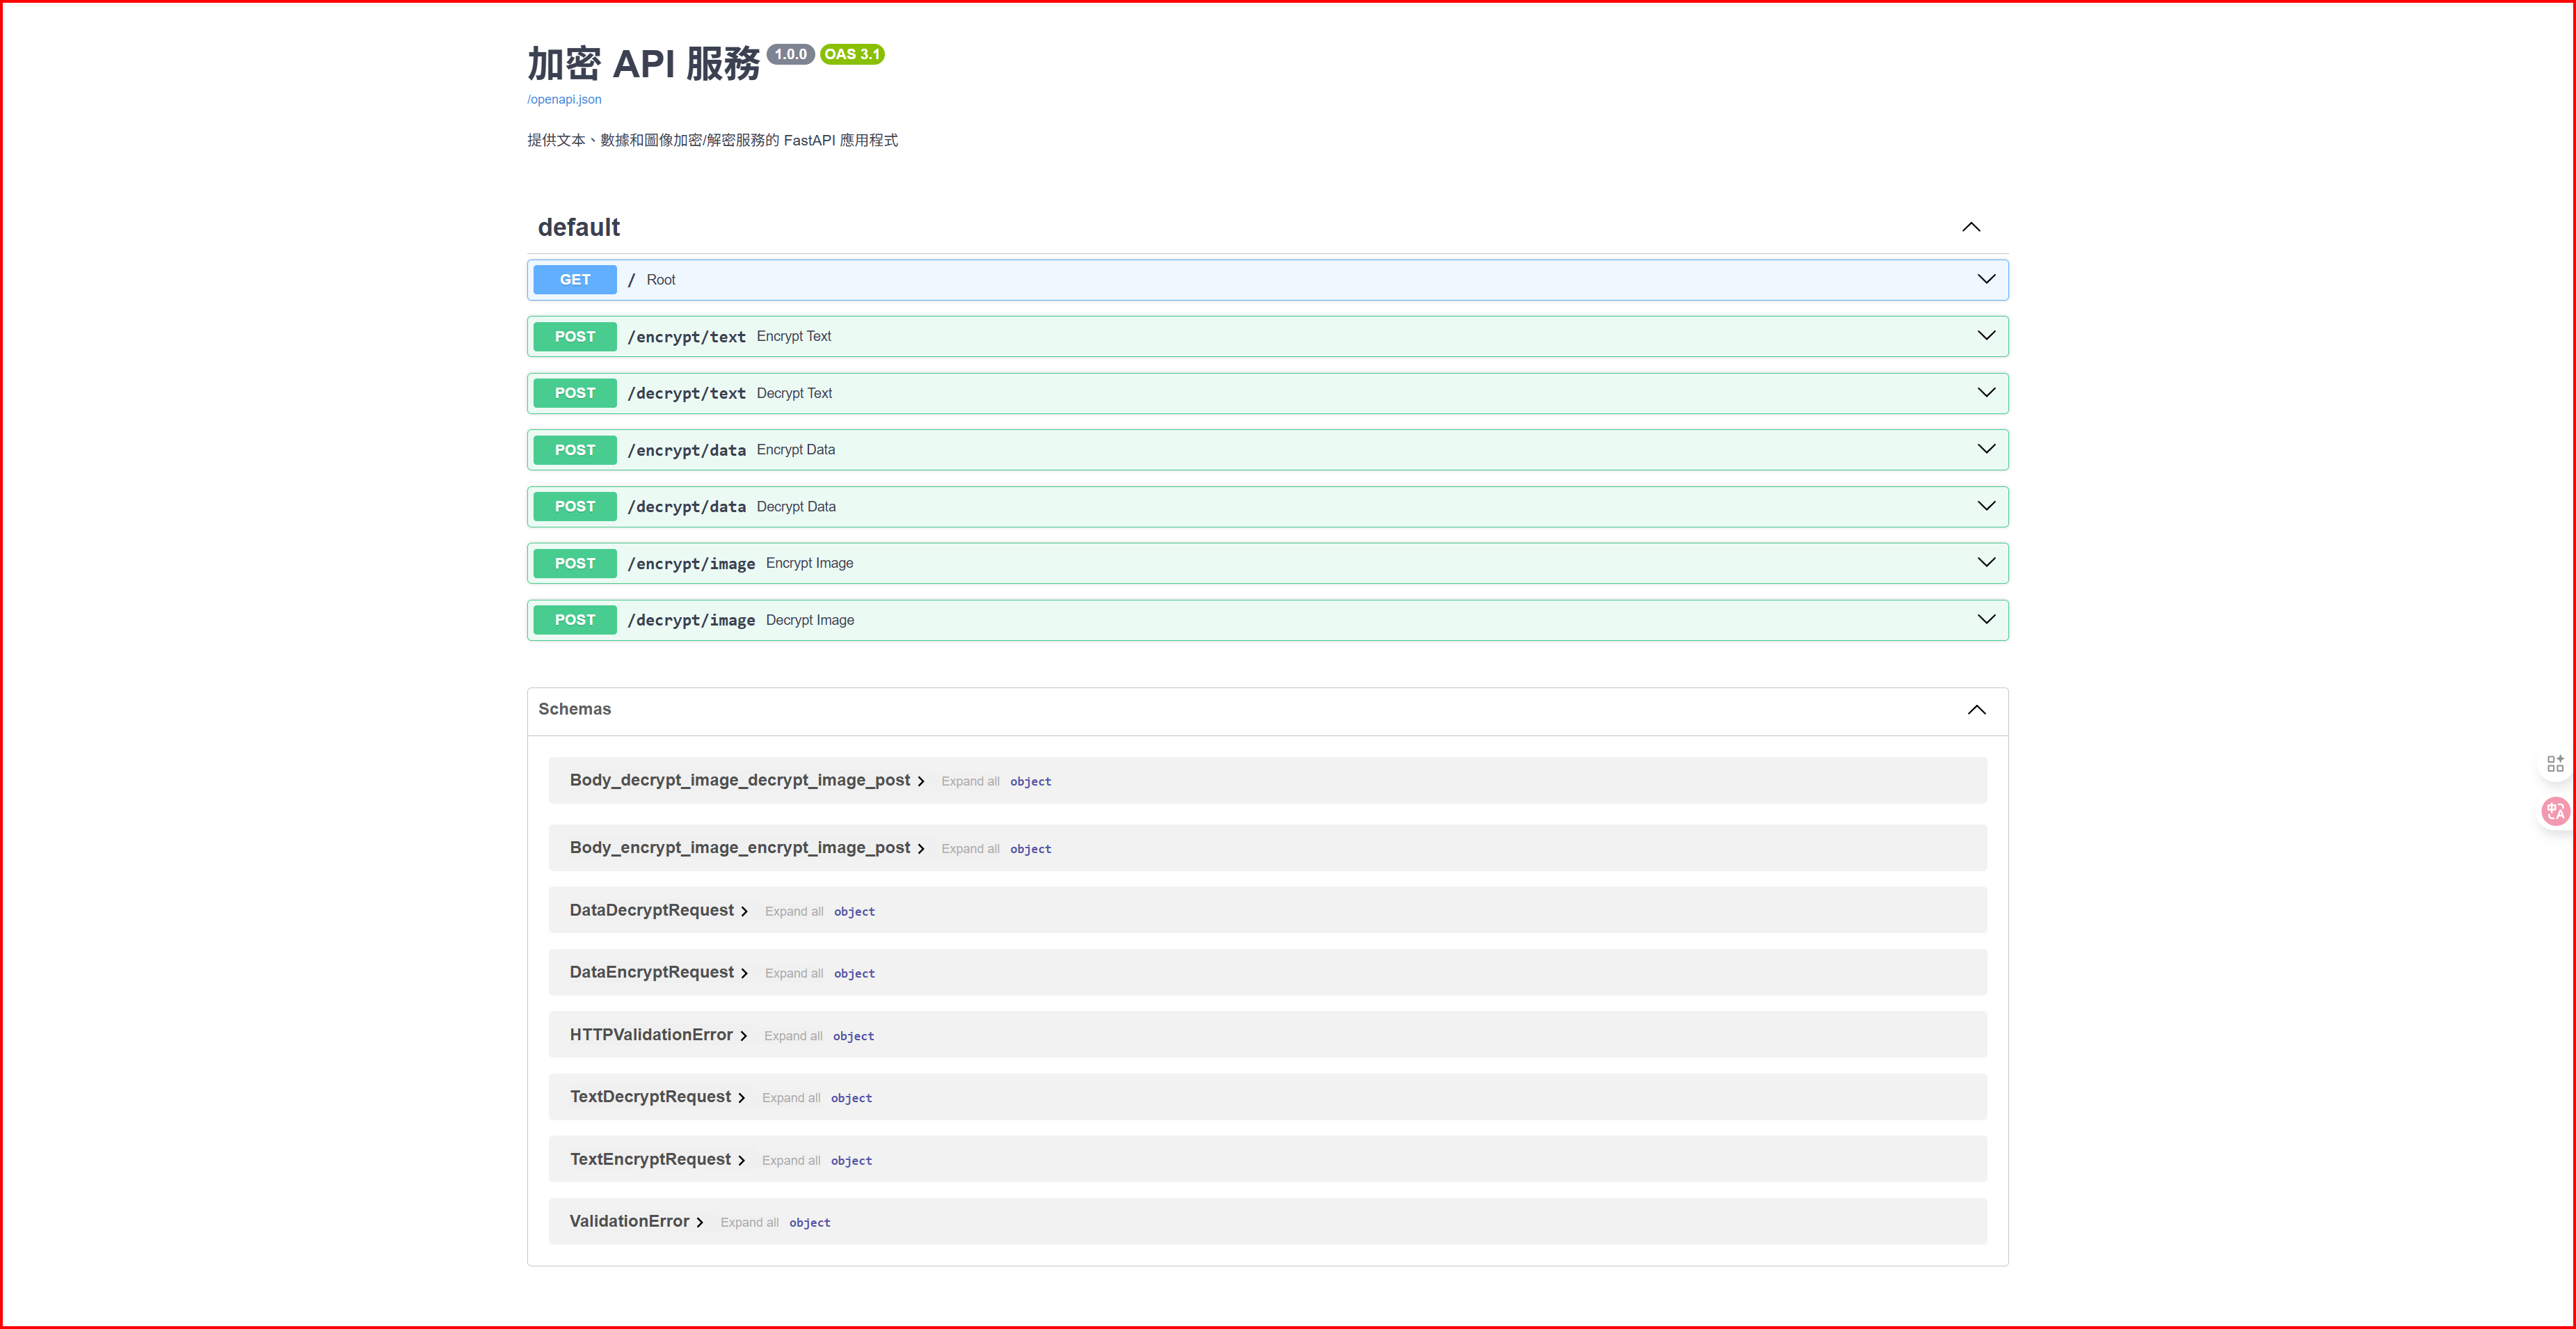 加密 API 服務 1.0.0 OAS 3.1
/openapi.json
提供文本、數據和圖像加密/解密服務的 FastAPI 應用程式
default
GET / Root
POST /encrypt/text Encrypt Text
POST /decrypt/text Decrypt Text
POST /encrypt/data Encrypt Data
POST /decrypt/data Decrypt Data
POST /encrypt/image Encrypt Image
POST /decrypt/image Decrypt Image
Schemas
Body_decrypt_image_decrypt_image_post Expand all object
Body_encrypt_image_encrypt_image_post Expand all object
DataDecryptRequest Expand all object
DataEncryptRequest Expand all object
HTTPValidationError Expand all object
TextDecryptRequest Expand all object
TextEncryptRequest Expand all object
ValidationError Expand all object